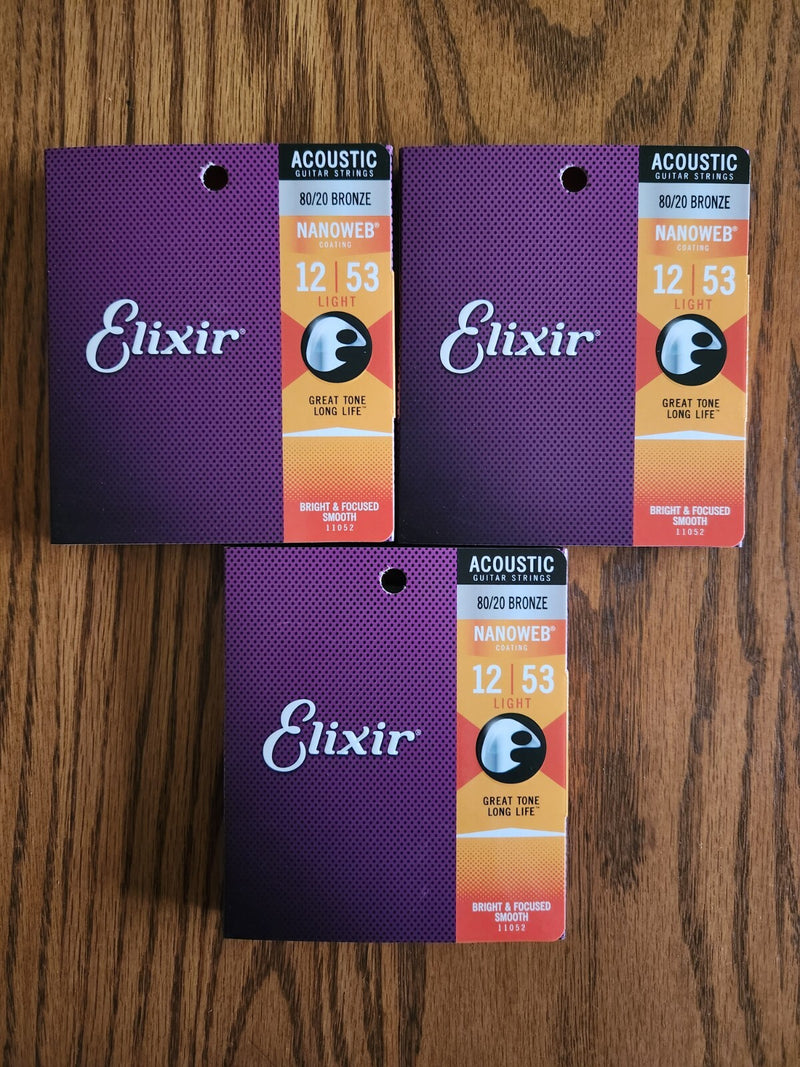 Elixir®
ACOUSTIC
GUITAR STRINGS
80/20 BRONZE
NANOWEB®
COATING
12 | 53
LIGHT
GREAT TONE
LONG LIFE™
BRIGHT & FOCUSED
SMOOTH
11052
Elixir®
ACOUSTIC
GUITAR STRINGS
80/20 BRONZE
NANOWEB®
COATING
12 | 53
LIGHT
GREAT TONE
LONG LIFE™
BRIGHT & FOCUSED
SMOOTH
11052
Elixir®
ACOUSTIC
GUITAR STRINGS
80/20 BRONZE
NANOWEB®
COATING
12 | 53
LIGHT
GREAT TONE
LONG LIFE™
BRIGHT & FOCUSED
SMOOTH
11052